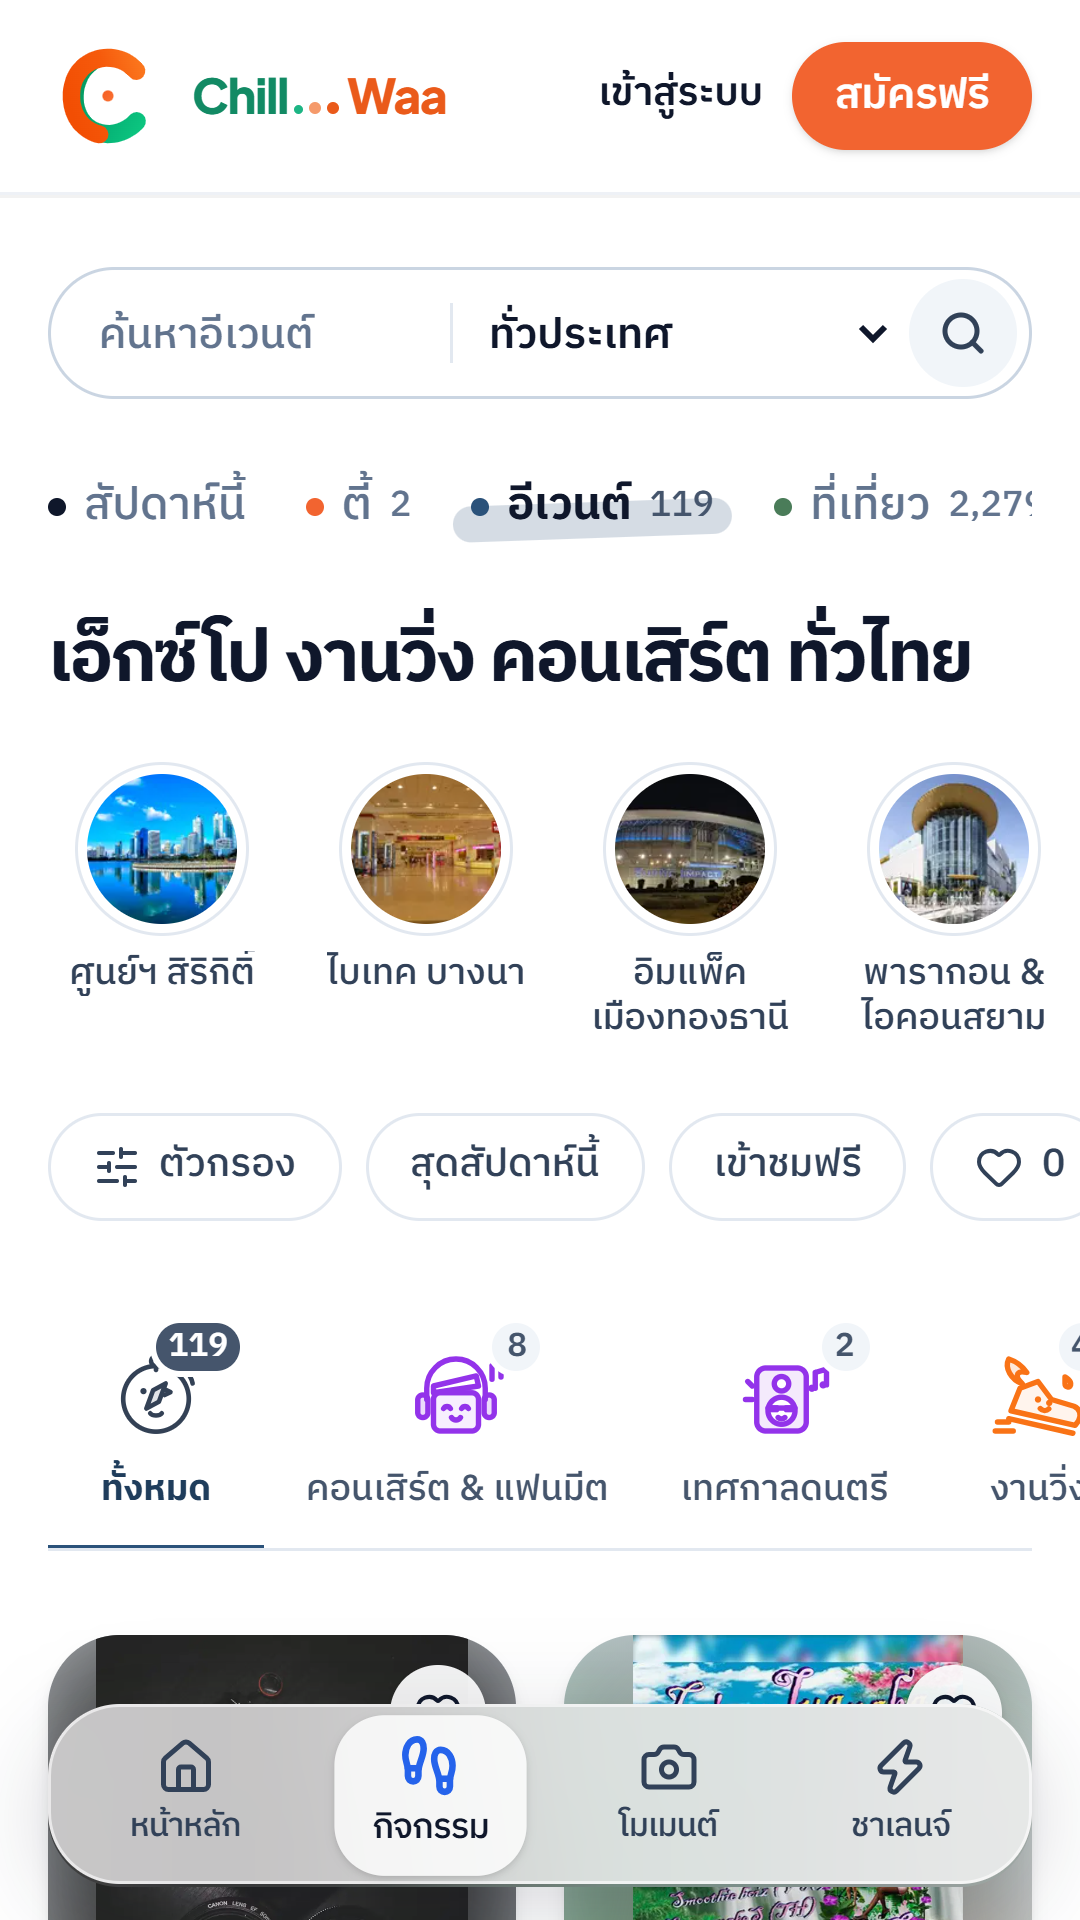 Chill...Waa
เข้าสู่ระบบ
สมัครฟรี
ค้นหาอีเวนต์
ทั่วประเทศ
สัปดาห์นี้
ตี้ 2
อีเวนต์ 119
ที่เที่ยว 2,279
เอ็กซ์โป งานวิ่ง คอนเสิร์ต ทั่วไทย
ศูนย์ฯ สิริกิติ์
ไบเทค บางนา
อิมแพ็ค
เมืองทองธานี
พารากอน &
ไอคอนสยาม
ตัวกรอง
สุดสัปดาห์นี้
เข้าชมฟรี
0
119
8
2
4
ทั้งหมด
คอนเสิร์ต & แฟนมีต
เทศกาลดนตรี
งานวิ่ง
หน้าหลัก
กิจกรรม
โมเมนต์
ชาเลนจ์